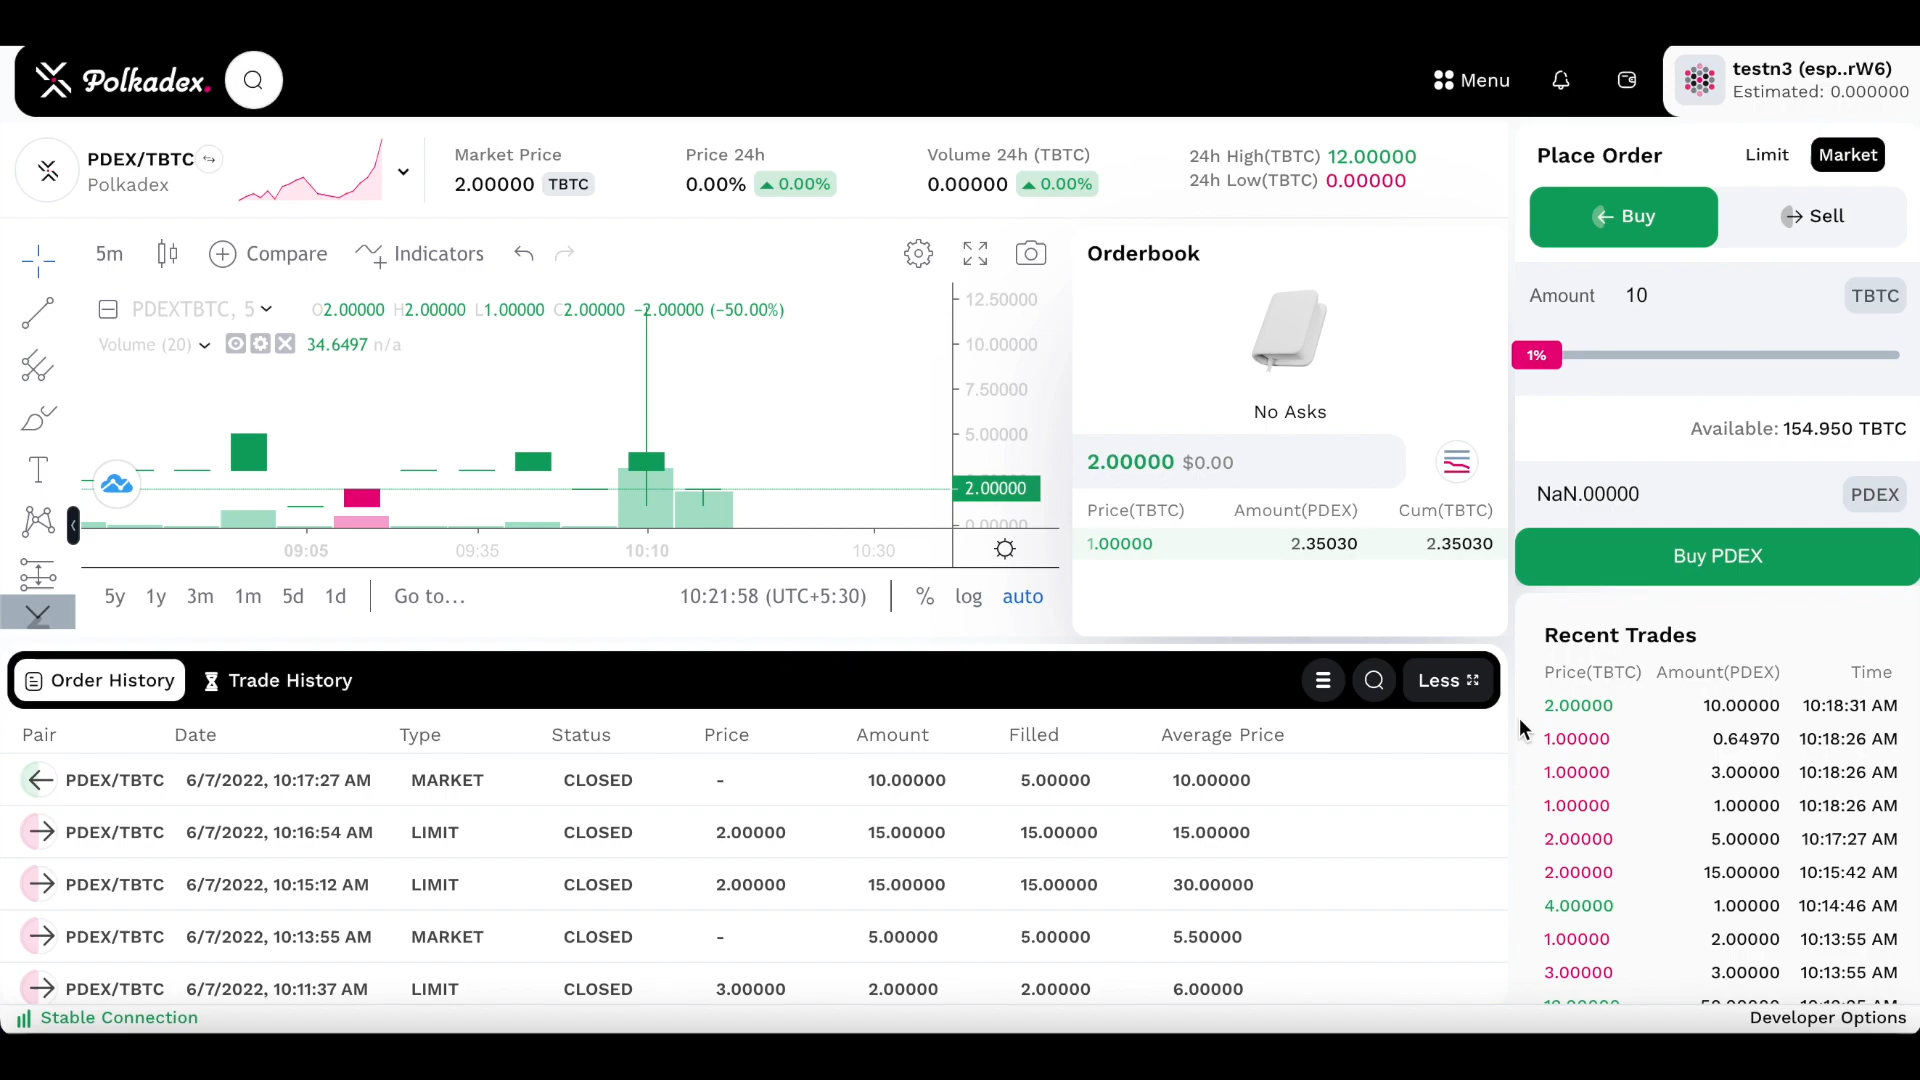 Polkadex.
Menu
testn3 (esp..rW6)
Estimated: 0.000000
PDEX/TBTC
Polkadex
Market Price
2.00000 TBTC
Price 24h
0.00% 0.00%
Volume 24h (TBTC)
0.00000 0.00%
24h High(TBTC) 12.00000
24h Low(TBTC) 0.00000
Place Order
Limit
Market
Buy
Sell
Amount 10 TBTC
1%
Available: 154.950 TBTC
NaN.00000 PDEX
Buy PDEX
5m
Compare
Indicators
PDEXTBTC, 5
O2.00000 H2.00000 L1.00000 C2.00000 −2.00000 (−50.00%)
Volume (20)
34.6497 n/a
12.50000
10.00000
7.50000
5.00000
2.00000
0.00000
09:05 09:35 10:10 10:30
5y 1y 3m 1m 5d 1d Go to... 10:21:58 (UTC+5:30) % log auto
Orderbook
No Asks
2.00000 $0.00
Price(TBTC) Amount(PDEX) Cum(TBTC)
1.00000 2.35030 2.35030
Order History
Trade History
Less
Pair Date Type Status Price Amount Filled Average Price
PDEX/TBTC 6/7/2022, 10:17:27 AM MARKET CLOSED - 10.00000 5.00000 10.00000
PDEX/TBTC 6/7/2022, 10:16:54 AM LIMIT CLOSED 2.00000 15.00000 15.00000 15.00000
PDEX/TBTC 6/7/2022, 10:15:12 AM LIMIT CLOSED 2.00000 15.00000 15.00000 30.00000
PDEX/TBTC 6/7/2022, 10:13:55 AM MARKET CLOSED - 5.00000 5.00000 5.50000
PDEX/TBTC 6/7/2022, 10:11:37 AM LIMIT CLOSED 3.00000 2.00000 2.00000 6.00000
Recent Trades
Price(TBTC) Amount(PDEX) Time
2.00000 10.00000 10:18:31 AM
1.00000 0.64970 10:18:26 AM
1.00000 3.00000 10:18:26 AM
1.00000 1.00000 10:18:26 AM
2.00000 5.00000 10:17:27 AM
2.00000 15.00000 10:15:42 AM
4.00000 1.00000 10:14:46 AM
1.00000 2.00000 10:13:55 AM
3.00000 3.00000 10:13:55 AM
Stable Connection
Developer Options